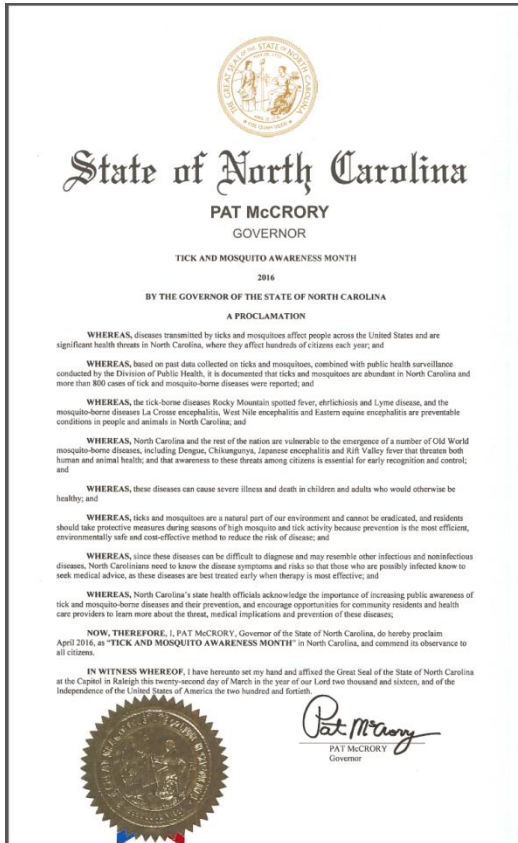 THE GREAT SEAL OF THE STATE OF NORTH CAROLINA
MAY 20, 1775
APRIL 12, 1776
ESSE QUAM VIDERI
State of North Carolina
PAT McCRORY
GOVERNOR
TICK AND MOSQUITO AWARENESS MONTH
2016
BY THE GOVERNOR OF THE STATE OF NORTH CAROLINA
A PROCLAMATION
WHEREAS, diseases transmitted by ticks and mosquitoes affect people across the United States and are
significant health threats in North Carolina, where they affect hundreds of citizens each year; and
WHEREAS, based on past data collected on ticks and mosquitoes, combined with public health surveillance
conducted by the Division of Public Health, it is documented that ticks and mosquitoes are abundant in North Carolina and
more than 800 cases of tick and mosquito-borne diseases were reported; and
WHEREAS, the tick-borne diseases Rocky Mountain spotted fever, ehrlichiosis and Lyme disease, and the
mosquito-borne diseases La Crosse encephalitis, West Nile encephalitis and Eastern equine encephalitis are preventable
conditions in people and animals in North Carolina; and
WHEREAS, North Carolina and the rest of the nation are vulnerable to the emergence of a number of Old World
mosquito-borne diseases, including Dengue, Chikungunya, Japanese encephalitis and Rift Valley fever that threaten both
human and animal health; and that awareness to these threats among citizens is essential for early recognition and control;
and
WHEREAS, these diseases can cause severe illness and death in children and adults who would otherwise be
healthy; and
WHEREAS, ticks and mosquitoes are a natural part of our environment and cannot be eradicated, and residents
should take protective measures during seasons of high mosquito and tick activity because prevention is the most efficient,
environmentally safe and cost-effective method to reduce the risk of disease; and
WHEREAS, since these diseases can be difficult to diagnose and may resemble other infectious and noninfectious
diseases, North Carolinians need to know the disease symptoms and risks so that those who are possibly infected know to
seek medical advice, as these diseases are best treated early when therapy is most effective; and
WHEREAS, North Carolina's state health officials acknowledge the importance of increasing public awareness of
tick and mosquito-borne diseases and their prevention, and encourage opportunities for community residents and health
care providers to learn more about the threat, medical implications and prevention of these diseases;
NOW, THEREFORE, I, PAT McCRORY, Governor of the State of North Carolina, do hereby proclaim
April 2016, as "TICK AND MOSQUITO AWARENESS MONTH" in North Carolina, and commend its observance to
all citizens.
IN WITNESS WHEREOF, I have hereunto set my hand and affixed the Great Seal of the State of North Carolina
at the Capitol in Raleigh this twenty-second day of March in the year of our Lord two thousand and sixteen, and of the
Independence of the United States of America the two hundred and fortieth.
Pat McCrory
PAT McCRORY
Governor